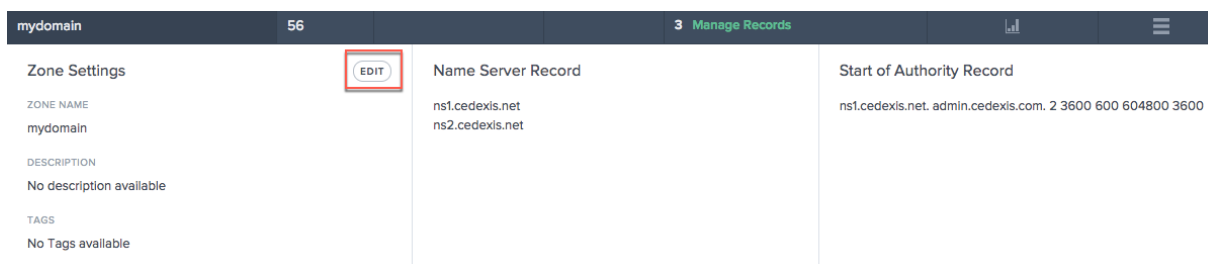 mydomain 56 3 Manage Records
Zone Settings EDIT
ZONE NAME
mydomain
DESCRIPTION
No description available
TAGS
No Tags available
Name Server Record
ns1.cedexis.net
ns2.cedexis.net
Start of Authority Record
ns1.cedexis.net. admin.cedexis.com. 2 3600 600 604800 3600